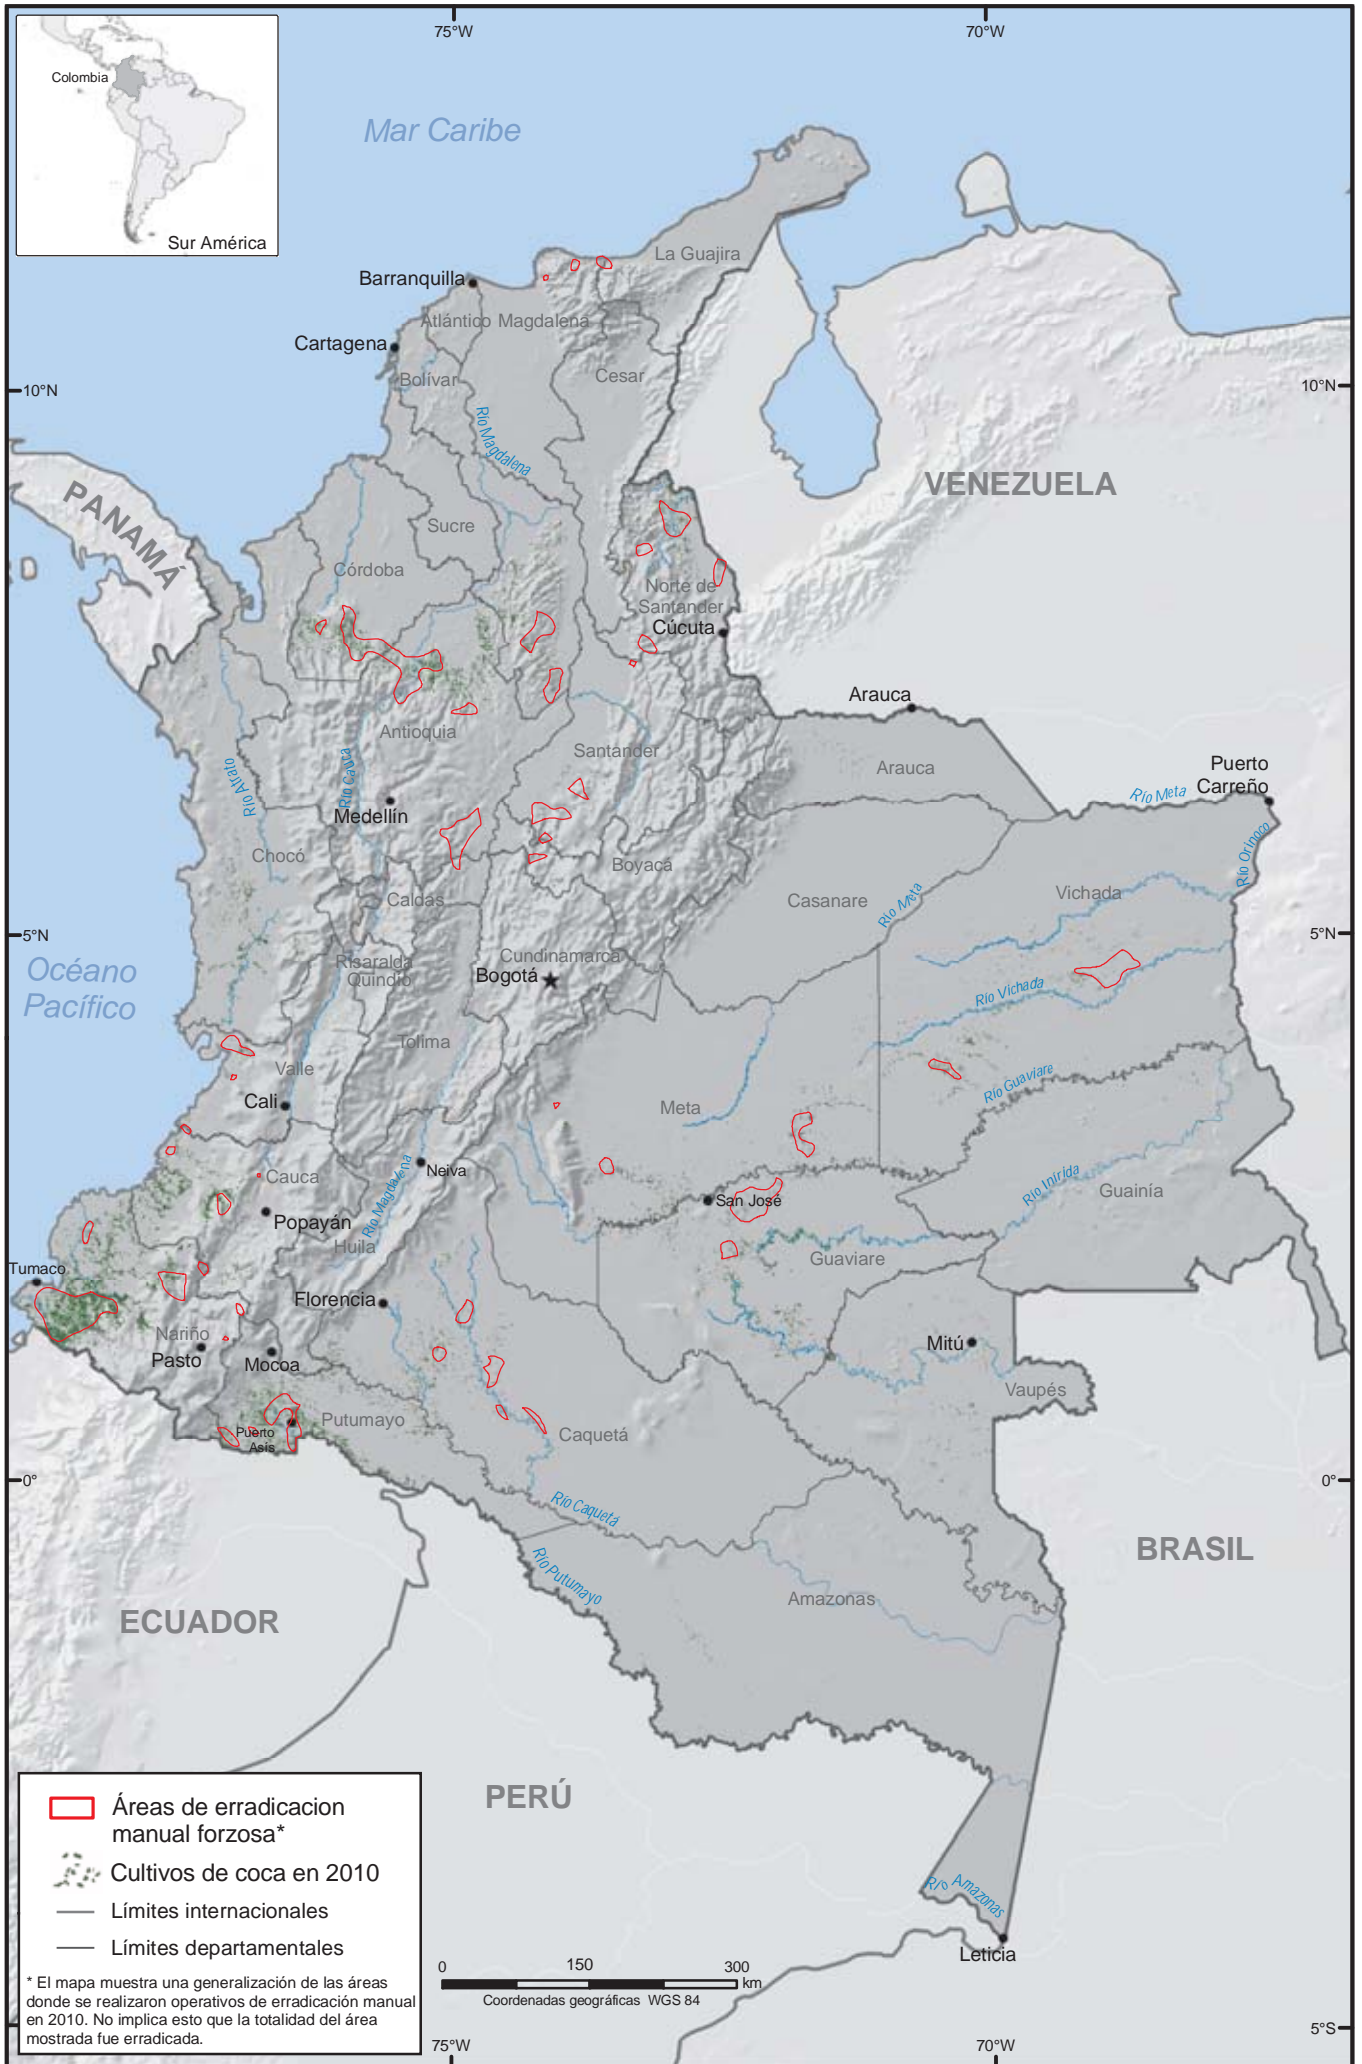 75°W
70°W
Colombia
Sur América
Mar Caribe
La Guajira
Barranquilla
Atlántico
Magdalena
Cartagena
Bolívar
Cesar
10°N
10°N
Río Magdalena
VENEZUELA
PANAMÁ
Sucre
Córdoba
Norte de
Santander
Cúcuta
Arauca
Antioquia
Santander
Arauca
Puerto
Carreño
Río Atrato
Río Cauca
Río Meta
Medellín
Río Orinoco
Chocó
Boyacá
Caldas
Casanare
Río Meta
Vichada
5°N
5°N
Océano
Pacífico
Risaralda
Quindío
Cundinamarca
Bogotá
Río Vichada
Tolima
Valle
Cali
Meta
Río Guaviare
Cauca
Neiva
Río Magdalena
Río Inírida
Guainía
San José
Popayán
Huila
Guaviare
Tumaco
Florencia
Nariño
Pasto
Mocoa
Mitú
Vaupés
Putumayo
Puerto
Asís
Caquetá
0°
0°
Río Caquetá
BRASIL
Río Putumayo
Amazonas
ECUADOR
PERÚ
Río Amazonas
Leticia
Áreas de erradicacion
manual forzosa*
Cultivos de coca en 2010
Límites internacionales
Límites departamentales
* El mapa muestra una generalización de las áreas
donde se realizaron operativos de erradicación manual
en 2010. No implica esto que la totalidad del área
mostrada fue erradicada.
0 150 300
km
Coordenadas geográficas WGS 84
5°S
75°W
70°W